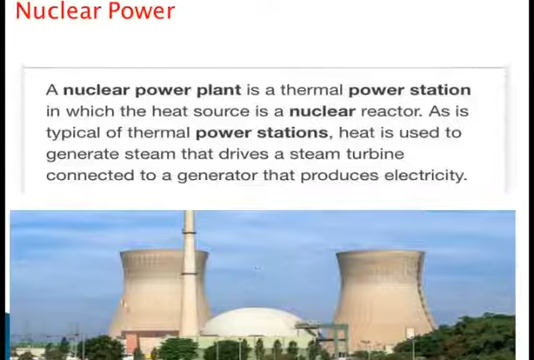 Nuclear Power
A nuclear power plant is a thermal power station
in which the heat source is a nuclear reactor. As is
typical of thermal power stations, heat is used to
generate steam that drives a steam turbine
connected to a generator that produces electricity.